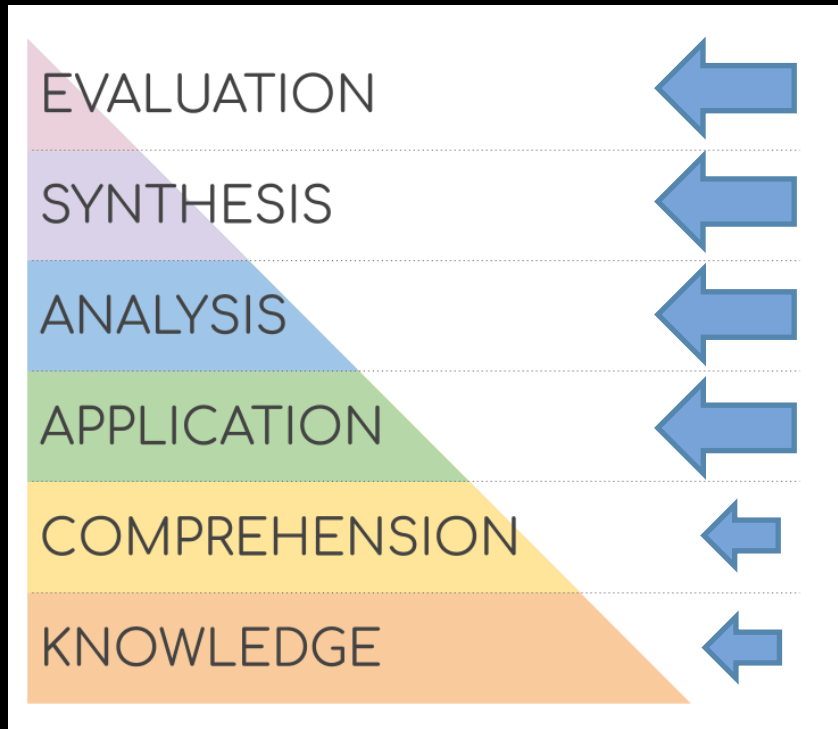 EVALUATION
SYNTHESIS
ANALYSIS
APPLICATION
COMPREHENSION
KNOWLEDGE